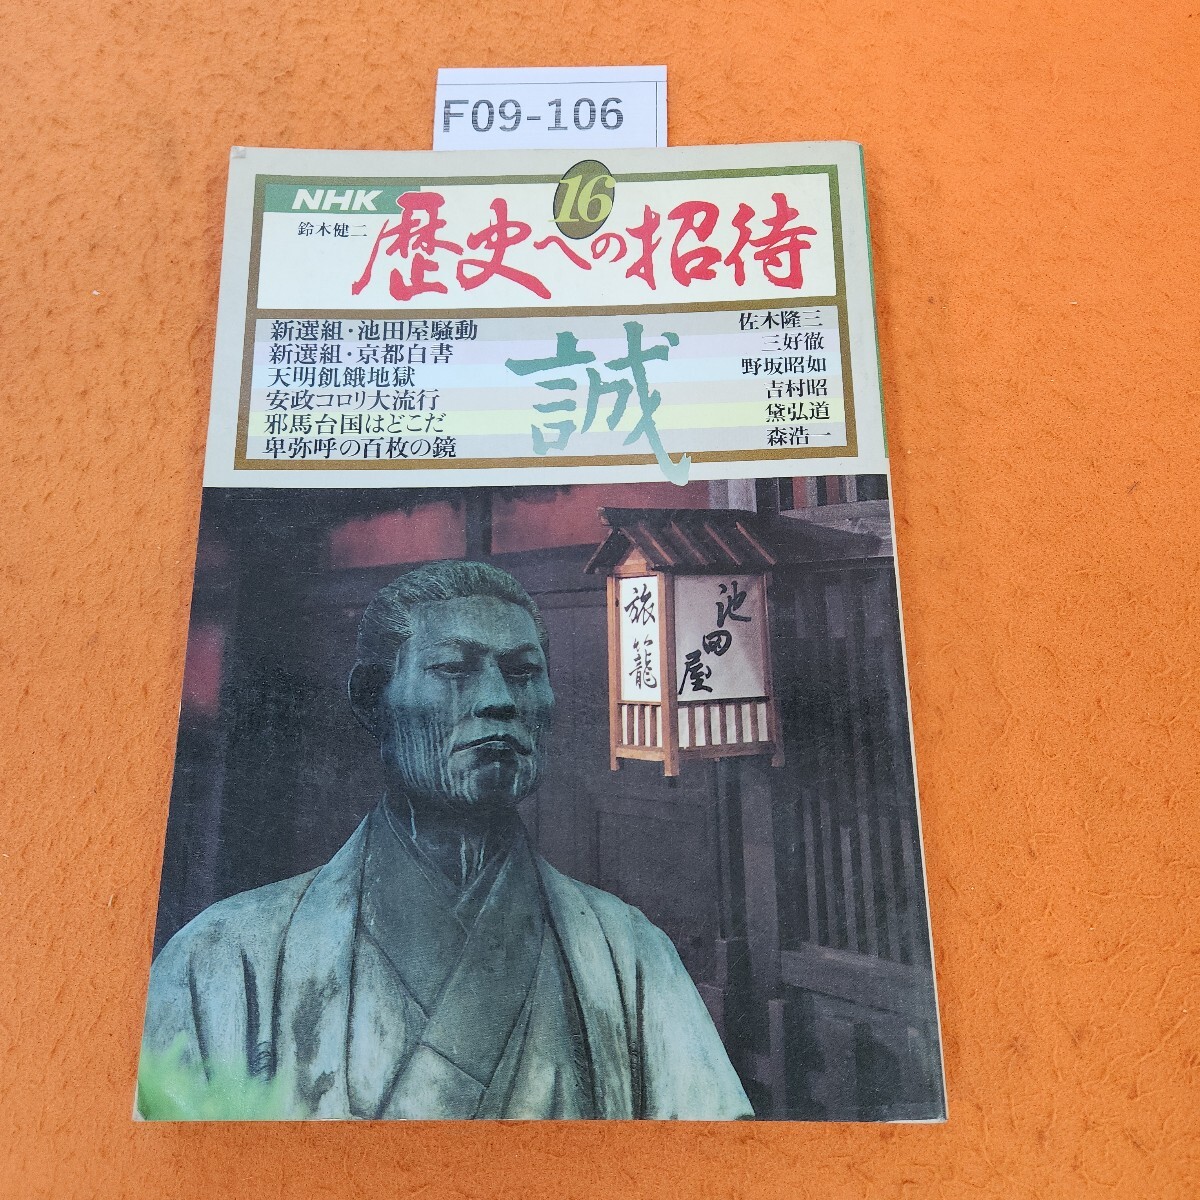 F09-106
NHK
16
鈴木健二
歴史への招待
新選組・池田屋騒動
新選組・京都白書
天明飢餓地獄
安政コロリ大流行
邪馬台国はどこだ
卑弥呼の百枚の鏡
誠
佐木隆三
三好徹
野坂昭如
吉村昭
黛弘道
森浩一
旅籠
池田屋